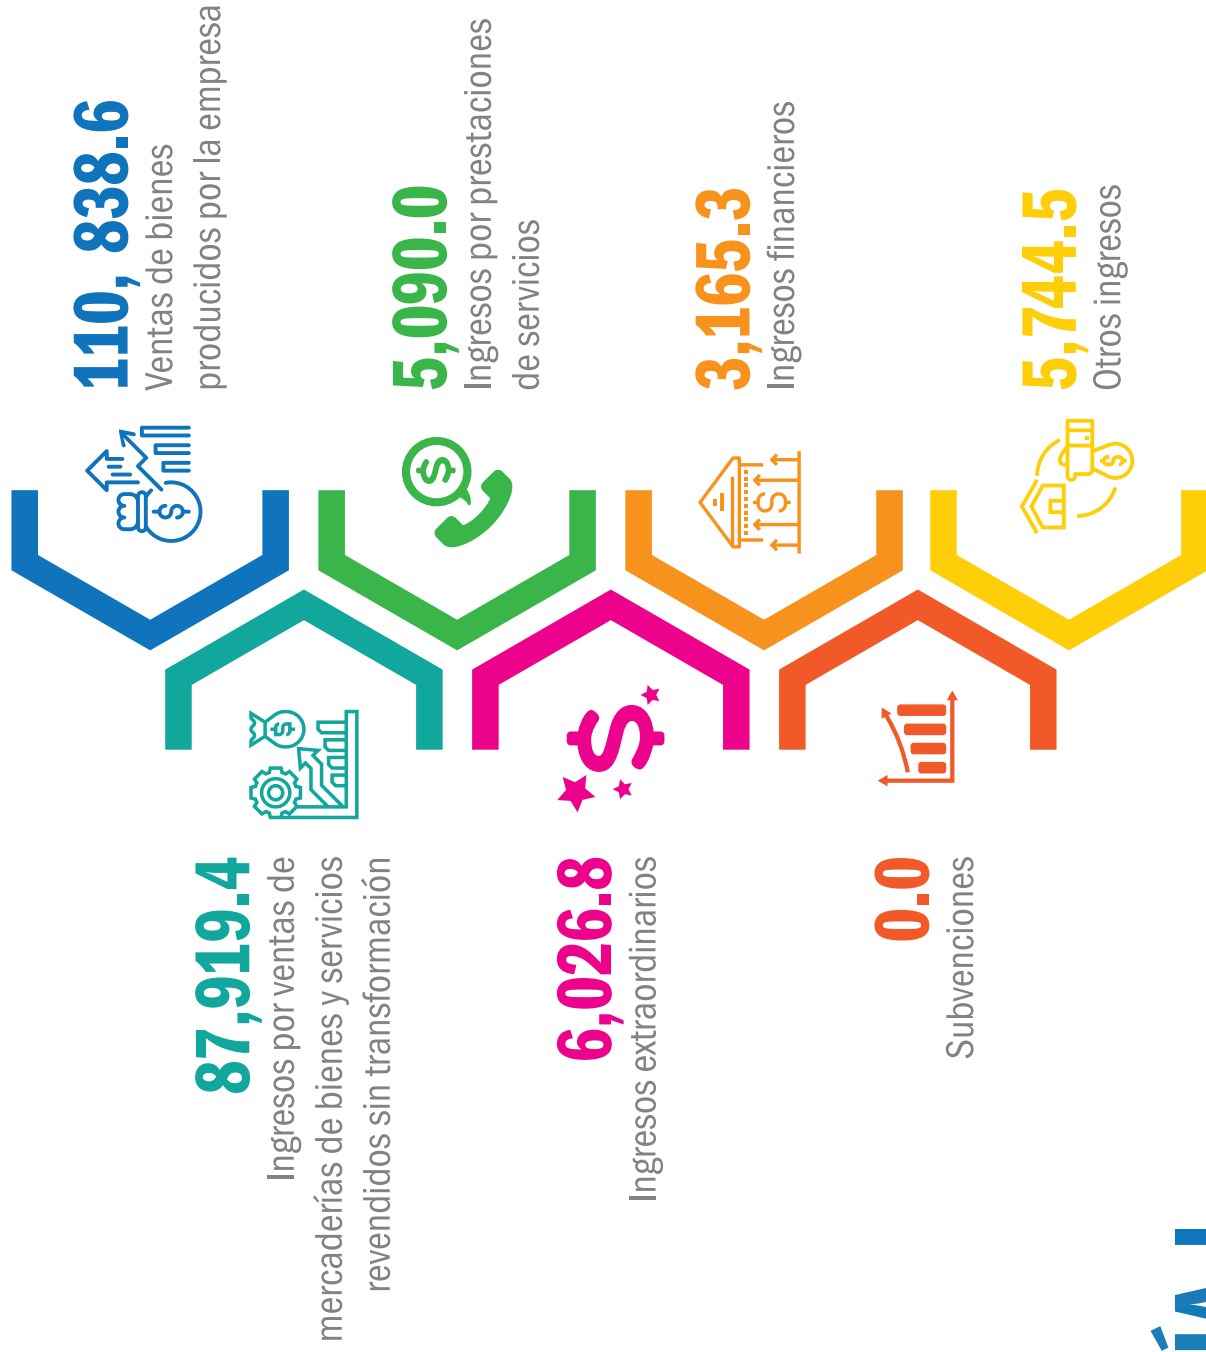 110, 838.6
Ventas de bienes
producidos por la empresa
87,919.4
Ingresos por ventas de
mercaderías de bienes y servicios
revendidos sin transformación
5,090.0
Ingresos por prestaciones
de servicios
6,026.8
Ingresos extraordinarios
3,165.3
Ingresos financieros
0.0
Subvenciones
5,744.5
Otros ingresos